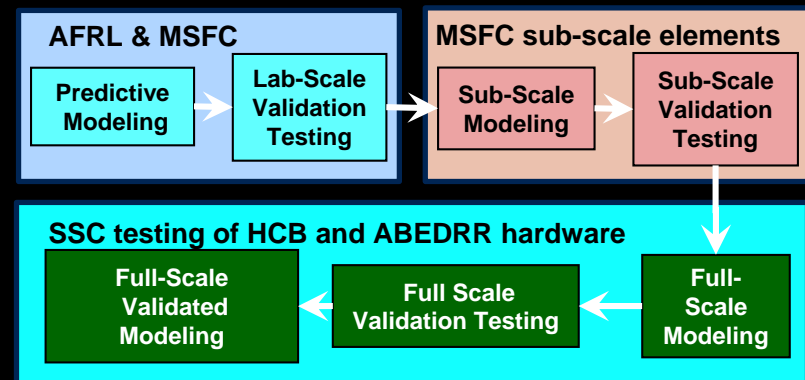 AFRL & MSFC
Predictive
Modeling
Lab-Scale
Validation
Testing
MSFC sub-scale elements
Sub-Scale
Modeling
Sub-Scale
Validation
Testing
SSC testing of HCB and ABEDRR hardware
Full-Scale
Validated
Modeling
Full Scale
Validation Testing
Full-
Scale
Modeling